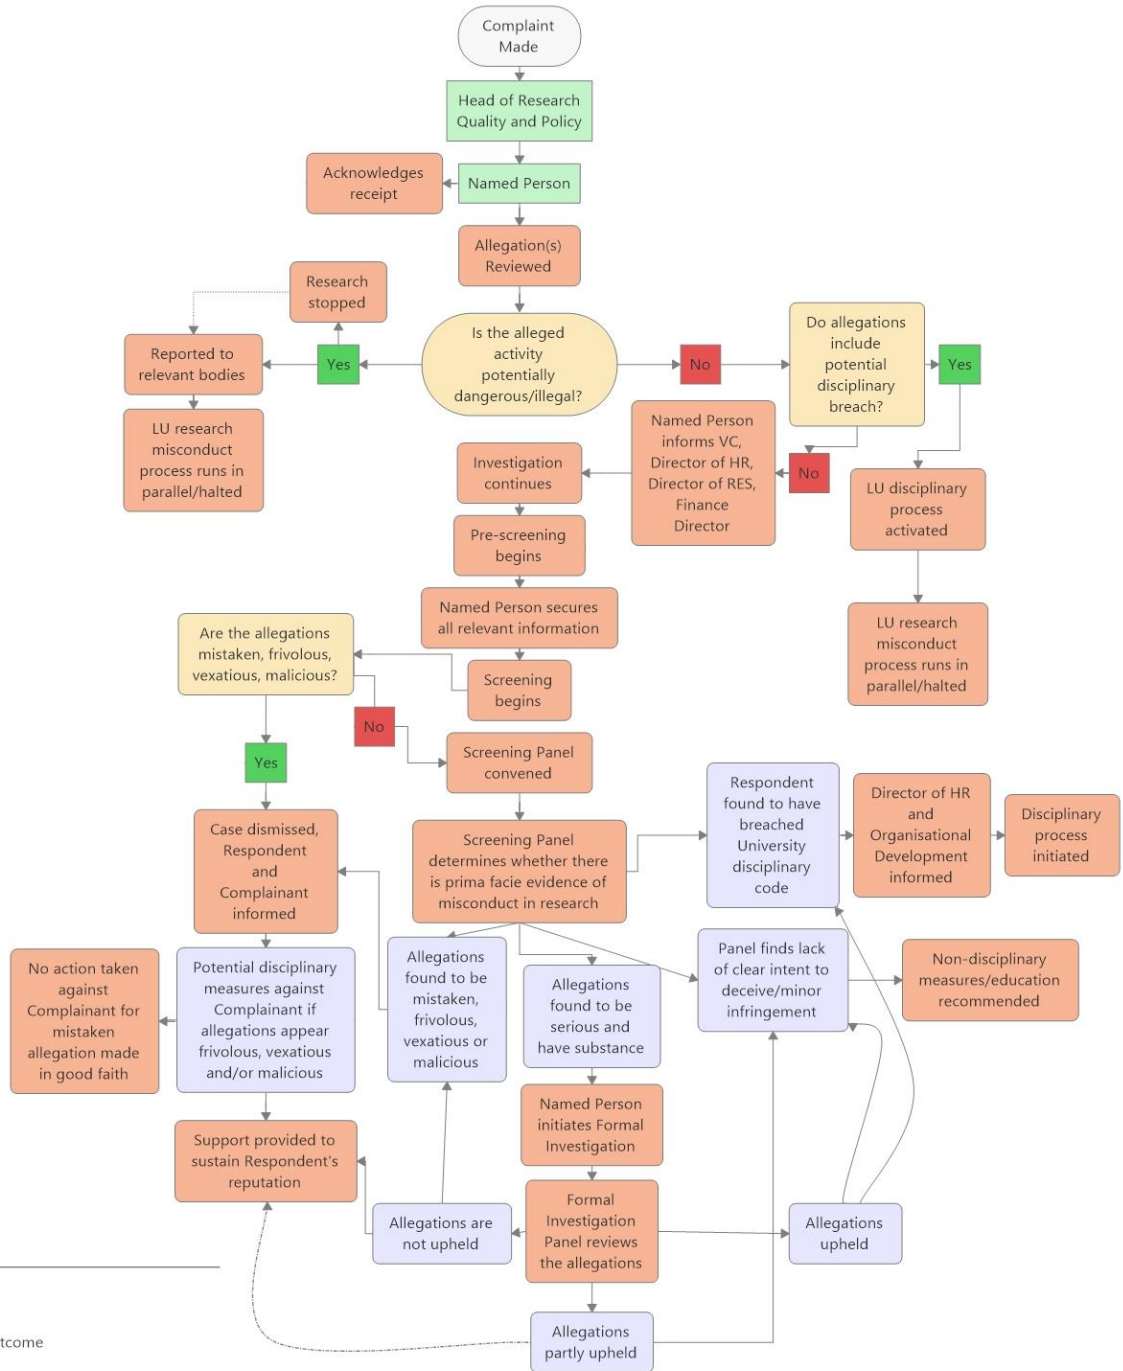 Complaint
Made
Head of Research
Quality and Policy
Acknowledges
receipt
Named Person
Allegation(s)
Reviewed
Research
stopped
Is the alleged
activity
potentially
dangerous/illegal?
Do allegations
include
potential
disciplinary
breach?
Reported to
relevant bodies
Yes
No
Yes
LU research
misconduct
process runs in
parallel/halted
Investigation
continues
Named Person
informs VC,
Director of HR,
Director of RES,
Finance
Director
No
LU disciplinary
process
activated
Pre-screening
begins
Named Person secures
all relevant information
LU research
misconduct
process runs in
parallel/halted
Are the allegations
mistaken, frivolous,
vexatious, malicious?
Screening
begins
No
Yes
Screening Panel
convened
Case dismissed,
Respondent
and
Complainant
informed
Screening Panel
determines whether there
is prima facie evidence of
misconduct in research
Respondent
found to have
breached
University
disciplinary
code
Director of HR
and
Organisational
Development
informed
Disciplinary
process
initiated
No action taken
against
Complainant for
mistaken
allegation made
in good faith
Potential disciplinary
measures against
Complainant if
allegations appear
frivolous, vexatious
and/or malicious
Allegations
found to be
mistaken,
frivolous,
vexatious or
malicious
Allegations
found to be
serious and
have substance
Panel finds lack
of clear intent to
deceive/minor
infringement
Non-disciplinary
measures/education
recommended
Named Person
initiates Formal
Investigation
Support provided to
sustain Respondent's
reputation
Allegations are
not upheld
Formal
Investigation
Panel reviews
the allegations
Allegations
upheld
Allegations
partly upheld
tcome